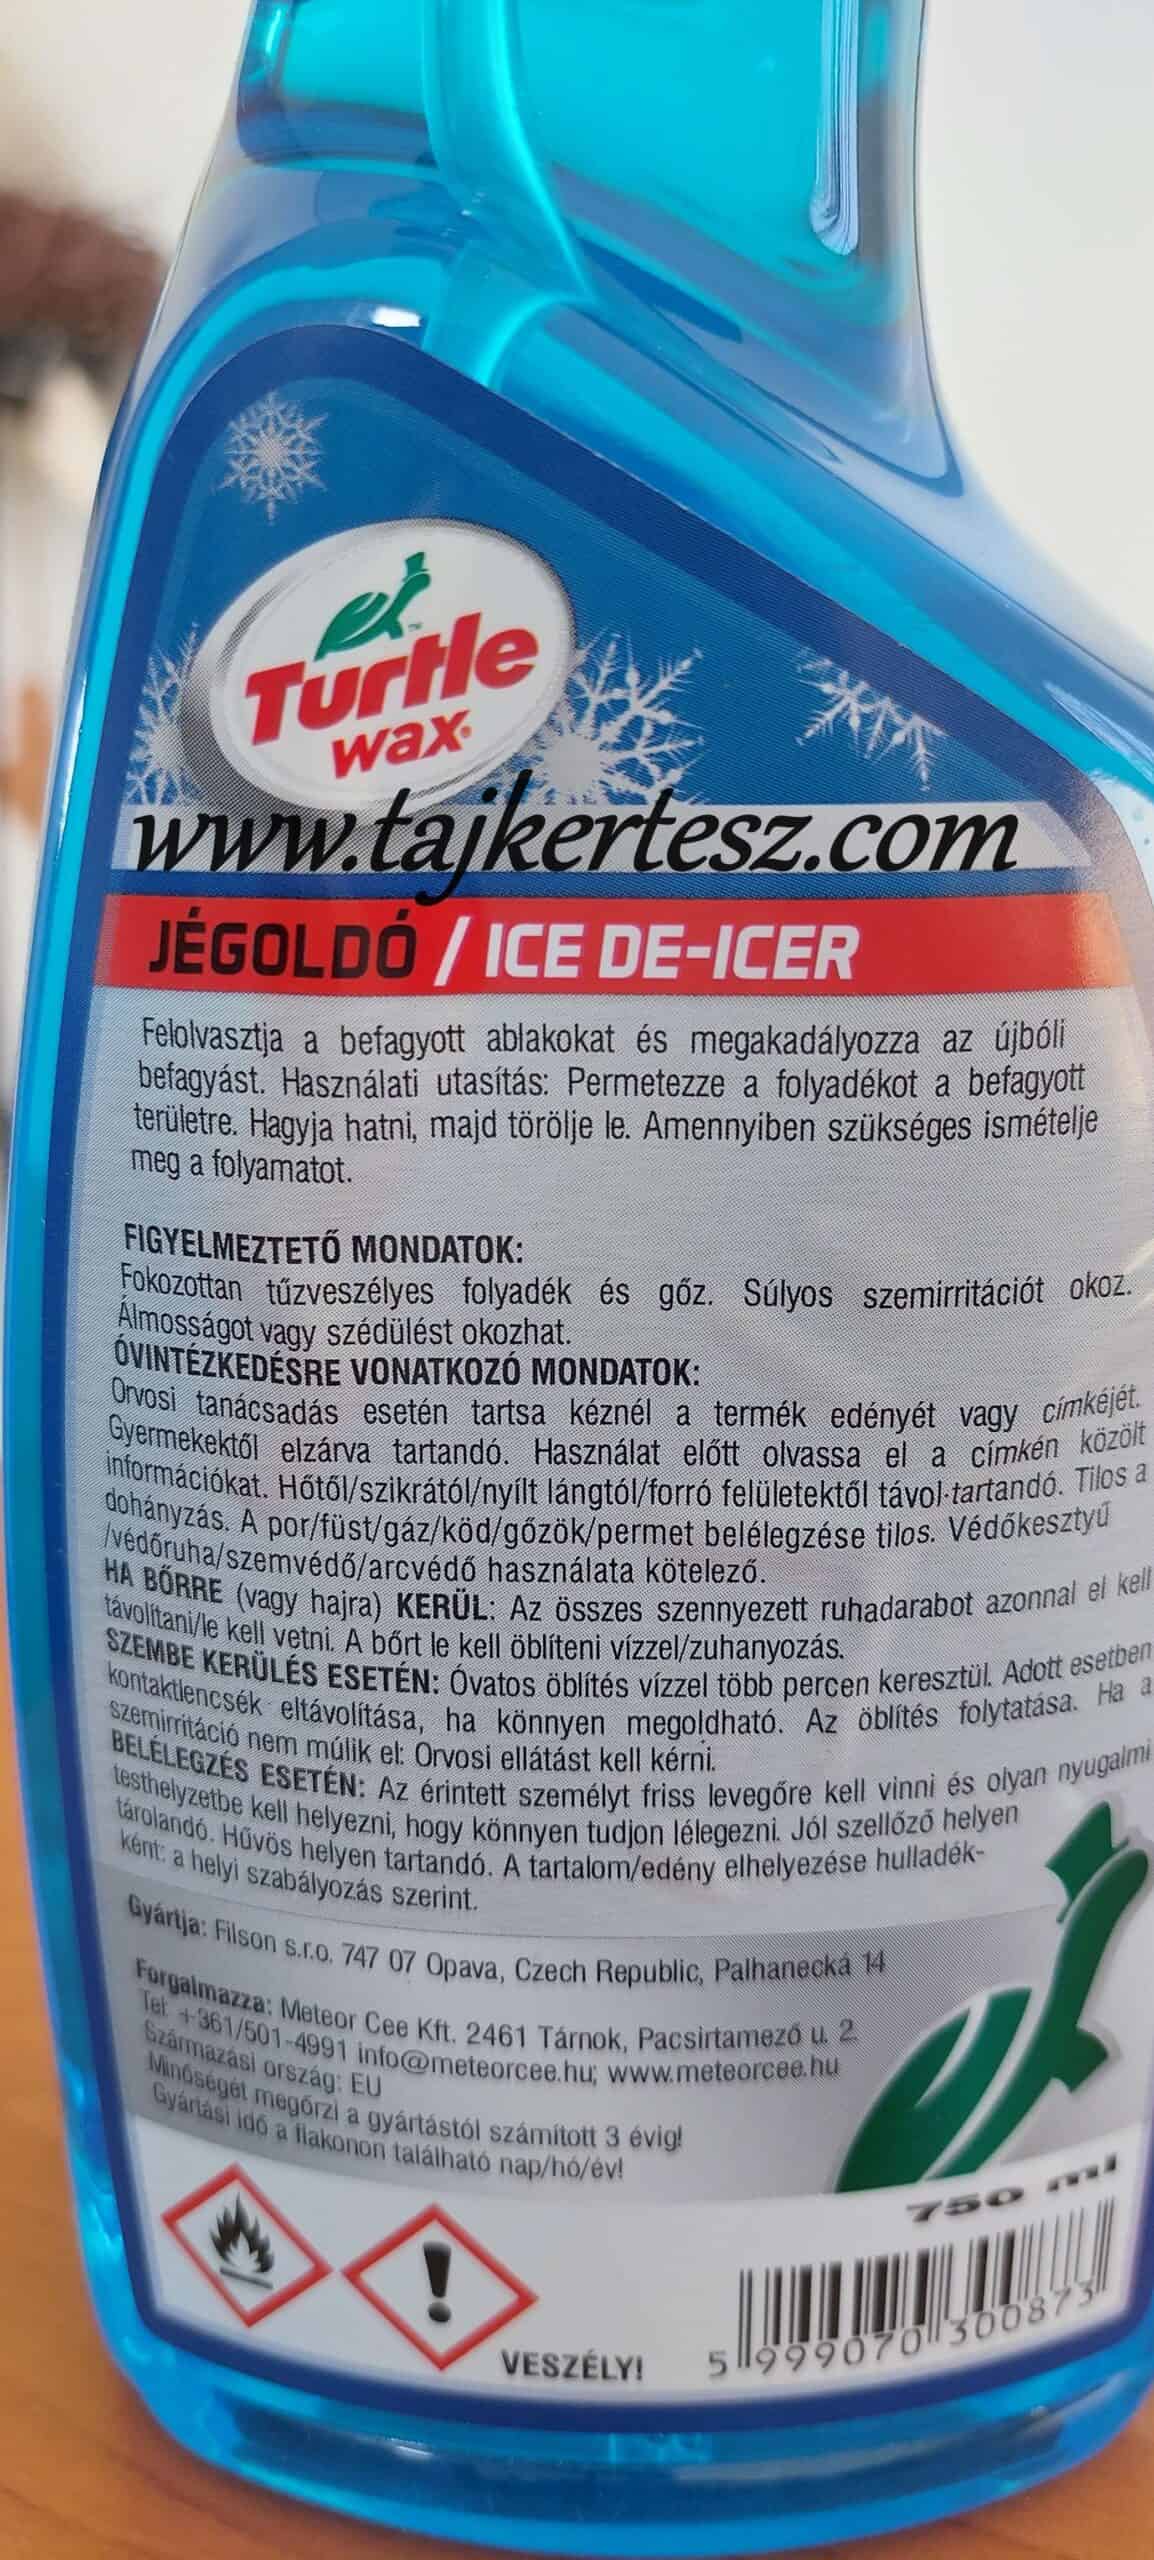 Turtle
wax
www.tajkertesz.com
JÉGOLDÓ / ICE DE-ICER
Felolvasztja a befagyott ablakokat és megakadályozza az újbóli
befagyást. Használati utasítás: Permetezze a folyadékot a befagyott
területre. Hagyja hatni, majd törölje le. Amennyiben szükséges ismételje
meg a folyamatot.
FIGYELMEZTETŐ MONDATOK:
Fokozottan tűzveszélyes folyadék és gőz. Súlyos szemirritációt okoz.
Álmosságot vagy szédülést okozhat.
ÓVINTÉZKEDÉSRE VONATKOZÓ MONDATOK:
Orvosi tanácsadás esetén tartsa kéznél a termék edényét vagy címkéjét.
Gyermekektől elzárva tartandó. Használat előtt olvassa el a címkén közölt
információkat. Hőtől/szikrától/nyílt lángtól/forró felületektől távol-tartandó. Tilos a
dohányzás. A por/füst/gáz/köd/gőzök/permet belélegzése tilos. Védőkesztyű
/védőruha/szemvédő/arcvédő használata kötelező.
HA BŐRRE (vagy hajra) KERÜL: Az összes szennyezett ruhadarabot azonnal el kell
távolítani/le kell vetni. A bőrt le kell öblíteni vízzel/zuhanyozás.
SZEMBE KERÜLÉS ESETÉN: Óvatos öblítés vízzel több percen keresztül. Adott esetben
kontaktlencsék eltávolítása, ha könnyen megoldható. Az öblítés folytatása. Ha a
szemirritáció nem múlik el: Orvosi ellátást kell kérni.
BELÉLEGZÉS ESETÉN: Az érintett személyt friss levegőre kell vinni és olyan nyugalmi
testhelyzetbe kell helyezni, hogy könnyen tudjon lélegezni. Jól szellőző helyen
tárolandó. Hűvös helyen tartandó. A tartalom/edény elhelyezése hulladék-
ként: a helyi szabályozás szerint.
Gyártja: Filson s.r.o. 747 07 Opava, Czech Republic, Palhanecká 14
Forgalmazza: Meteor Cee Kft. 2461 Tárnok, Pacsirtamező u. 2.
Tel: +361/501-4991 info@meteorcee.hu; www.meteorcee.hu
Származási ország: EU
Minőségét megőrzi a gyártástól számított 3 évig!
Gyártási idő a flakonon található nap/hó/év!
750 ml
VESZÉLY!
5 999070 300873